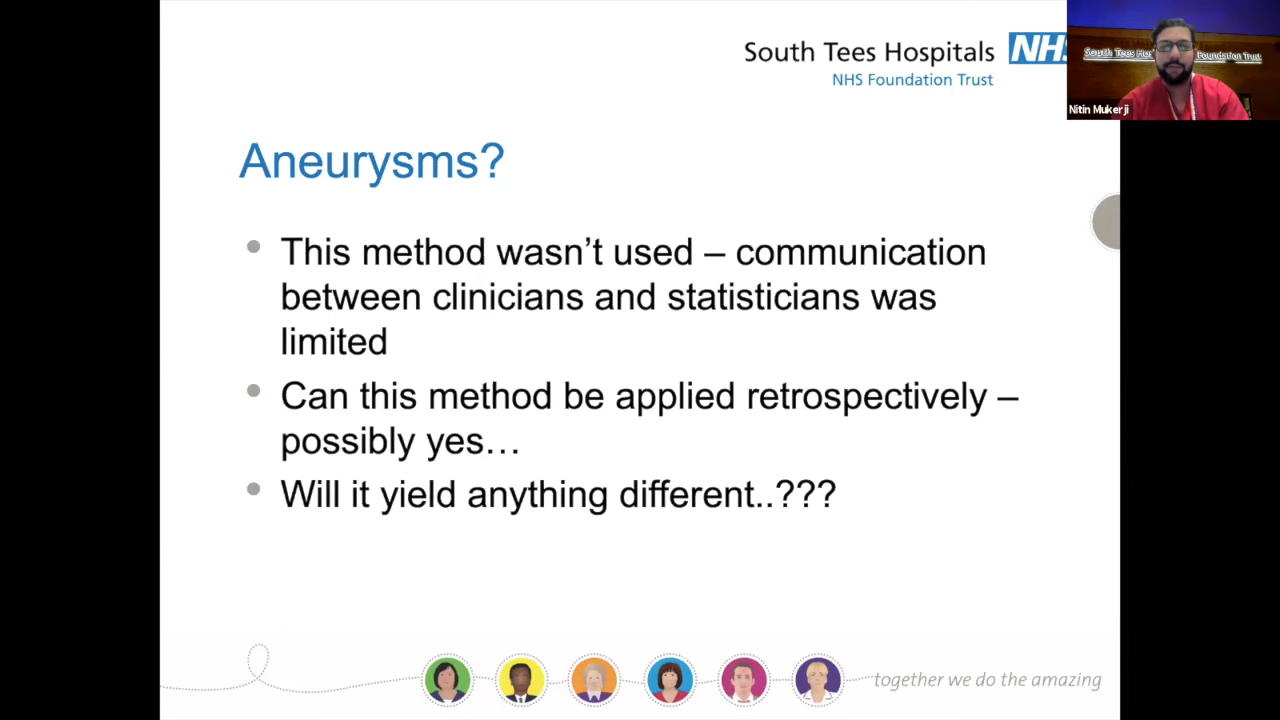 South Tees Hospitals NHS
NHS Foundation Trust
South Tees Hos Foundation Trust
Nitin Mukerji
Aneurysms?
This method wasn’t used – communication
between clinicians and statisticians was
limited
Can this method be applied retrospectively –
possibly yes…
Will it yield anything different..???
together we do the amazing